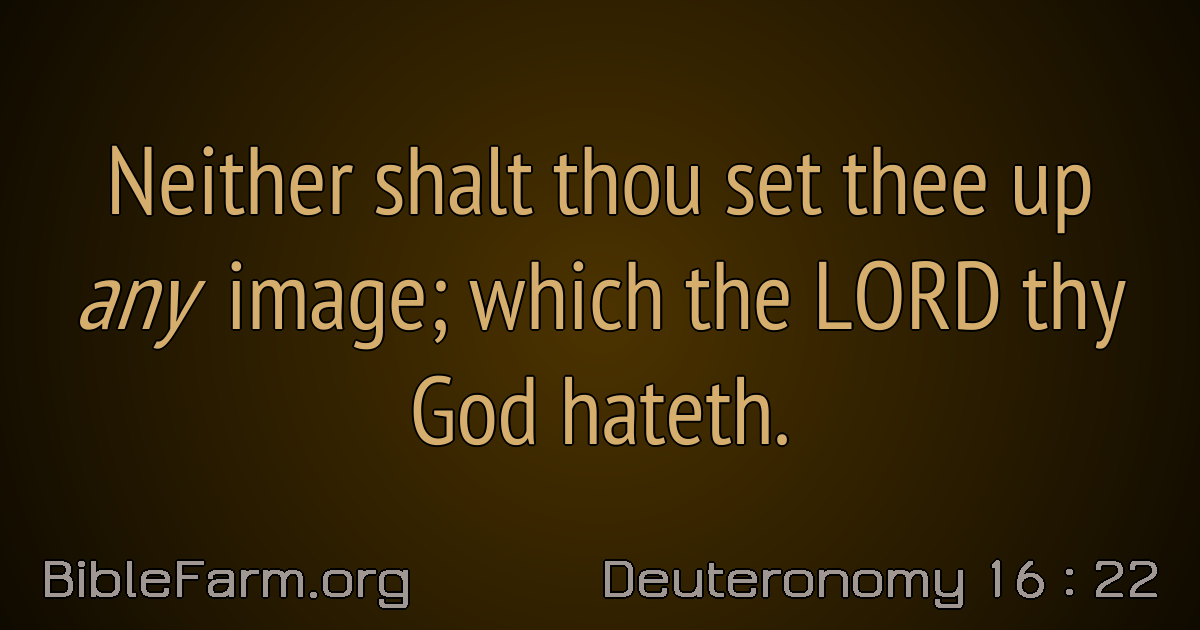 Neither shalt thou set thee up
any image; which the LORD thy
God hateth.
BibleFarm.org
Deuteronomy 16 : 22